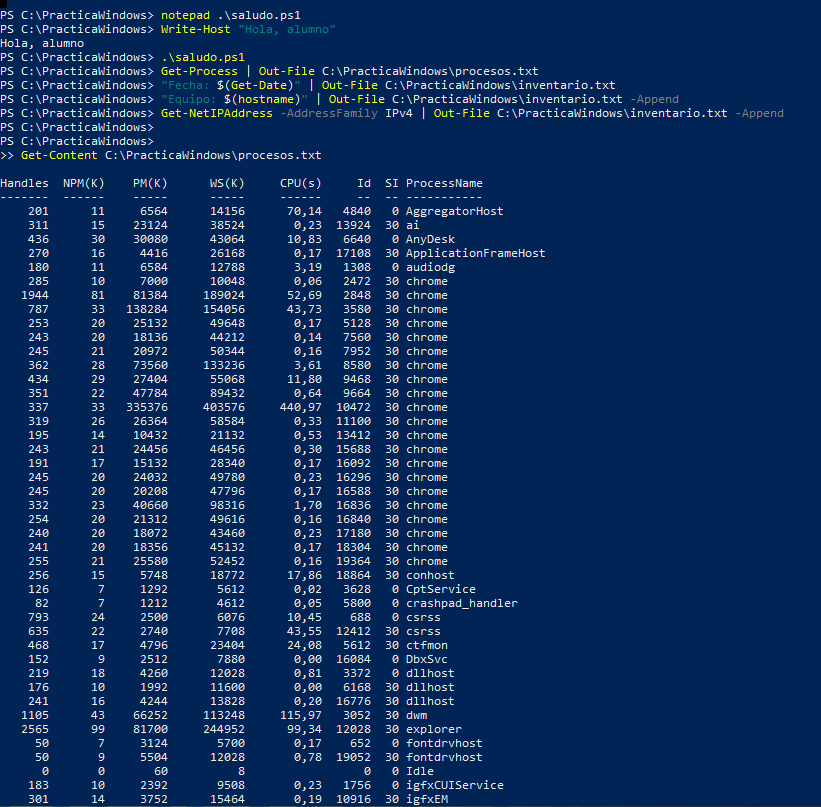 PS C:\PracticaWindows> notepad .\saludo.ps1
PS C:\PracticaWindows> Write-Host "Hola, alumno"
Hola, alumno
PS C:\PracticaWindows> .\saludo.ps1
PS C:\PracticaWindows> Get-Process | Out-File C:\PracticaWindows\procesos.txt
PS C:\PracticaWindows> "Fecha: $(Get-Date)" | Out-File C:\PracticaWindows\inventario.txt
PS C:\PracticaWindows> "Equipo: $(hostname)" | Out-File C:\PracticaWindows\inventario.txt -Append
PS C:\PracticaWindows> Get-NetIPAddress -AddressFamily IPv4 | Out-File C:\PracticaWindows\inventario.txt -Append
PS C:\PracticaWindows>
PS C:\PracticaWindows>
>> Get-Content C:\PracticaWindows\procesos.txt
Handles  NPM(K)    PM(K)      WS(K)     CPU(s)     Id  SI ProcessName
-------  ------    -----      -----     ------     --  -- -----------
    201      11     6564      14156      70,14   4840   0 AggregatorHost
    311      15    23124      38524       0,23  13924  30 ai
    436      30    30080      43064      10,83   6640   0 AnyDesk
    270      16     4416      26168       0,17  17108  30 ApplicationFrameHost
    180      11     6584      12788       3,19   1308   0 audiodg
    285      10     7000      10048       0,06   2472  30 chrome
   1944      81    81384     189024      52,69   2848  30 chrome
    787      33   138284     154056      43,73   3580  30 chrome
    253      20    25132      49648       0,17   5128  30 chrome
    243      20    18136      44212       0,14   7560  30 chrome
    245      21    20972      50344       0,16   7952  30 chrome
    362      28    73560     133236       3,61   8580  30 chrome
    434      29    27404      55068      11,80   9468  30 chrome
    351      22    47784      89432       0,64   9664  30 chrome
    337      33   335376     403576     440,97  10472  30 chrome
    319      26    26364      58584       0,33  11100  30 chrome
    195      14    10432      21132       0,53  13412  30 chrome
    243      21    24456      46456       0,30  15688  30 chrome
    191      17    15132      28340       0,17  16092  30 chrome
    245      20    24032      49780       0,23  16296  30 chrome
    245      20    20208      47796       0,17  16588  30 chrome
    332      23    40660      98316       1,70  16836  30 chrome
    254      20    21312      49616       0,16  16840  30 chrome
    240      20    18072      43460       0,23  17180  30 chrome
    241      20    18356      45132       0,17  18304  30 chrome
    255      21    25580      52452       0,16  19364  30 chrome
    256      15     5748      18772      17,86  18864  30 conhost
    126       7     1292       5612       0,02   3628   0 CptService
     82       7     1212       4612       0,05   5800   0 crashpad_handler
    793      24     2500       6076      10,45    688   0 csrss
    635      22     2740       7708      43,55  12412  30 csrss
    468      17     4796      23404      24,08   5612  30 ctfmon
    152       9     2512       7880       0,00  16084   0 DbxSvc
    219      18     4260      12028       0,81   3372   0 dllhost
    176      10     1992      11600       0,00   6168  30 dllhost
    241      16     4244      13828       0,20  16776  30 dllhost
   1105      43    66252     113248     115,97   3052  30 dwm
   2565      99    81700     244952      99,34  12028  30 explorer
     50       7     3124       5700       0,17    652   0 fontdrvhost
     50       9     5504      12028       0,78  19052  30 fontdrvhost
      0       0       60          8                 0   0 Idle
    183      10     2392       9508       0,23   1756   0 igfxCUIService
    301      14     3752      15464       0,19  10916  30 igfxEM